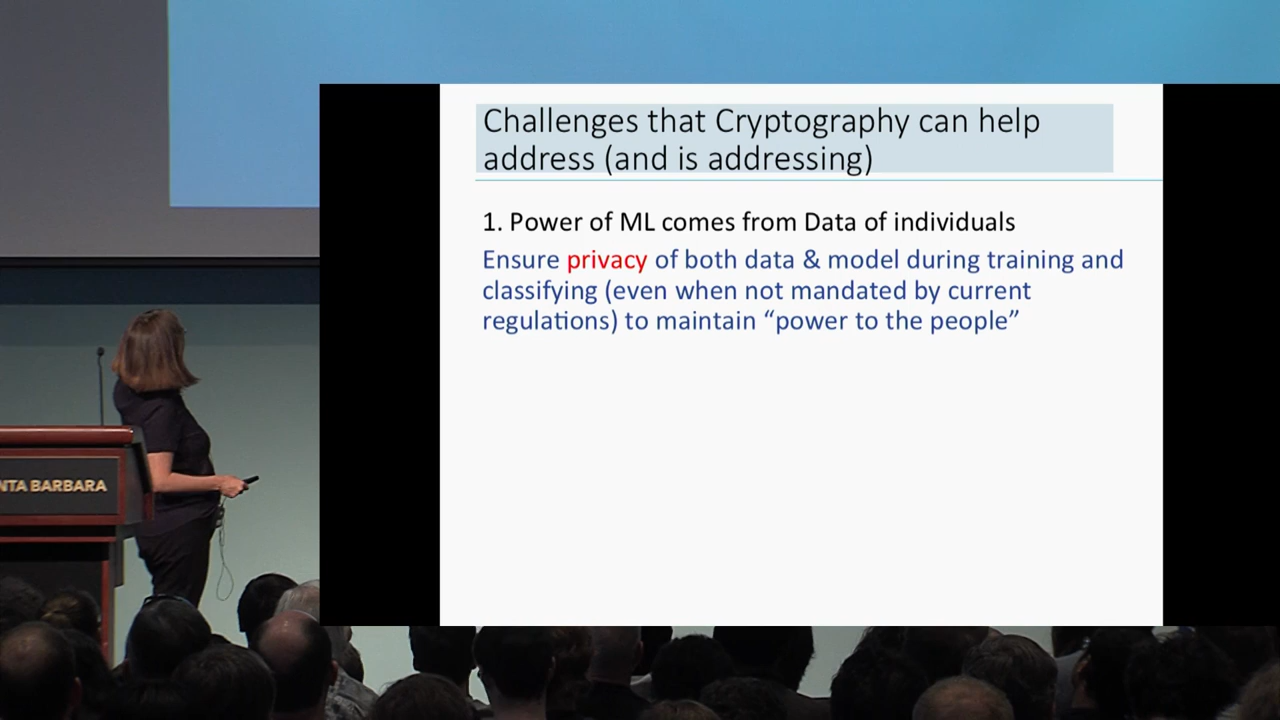 Challenges that Cryptography can help
address (and is addressing)
1. Power of ML comes from Data of individuals
Ensure privacy of both data & model during training and
classifying (even when not mandated by current
regulations) to maintain “power to the people”
NTA BARBARA